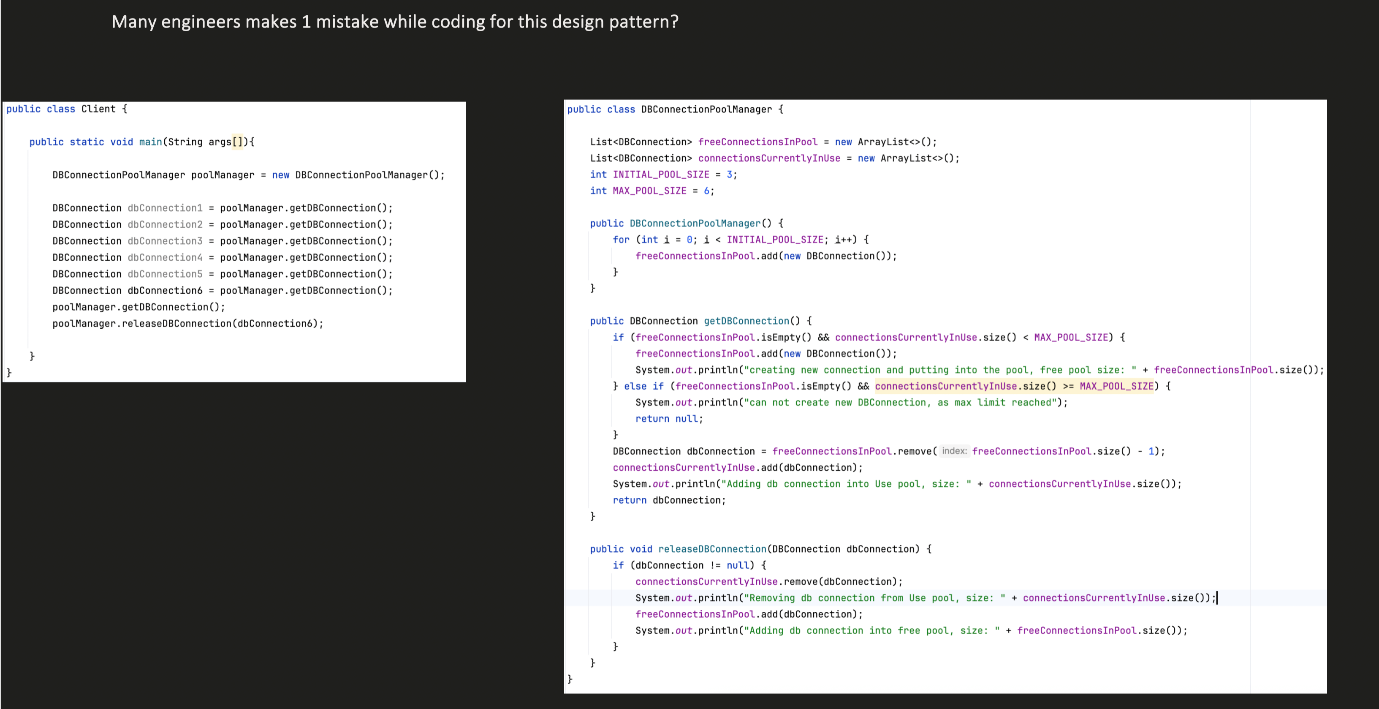 Many engineers makes 1 mistake while coding for this design pattern?
public class Client {
public static void main(String args[]){
DBConnectionPoolManager poolManager = new DBConnectionPoolManager();
DBConnection dbConnection1 = poolManager.getDBConnection();
DBConnection dbConnection2 = poolManager.getDBConnection();
DBConnection dbConnection3 = poolManager.getDBConnection();
DBConnection dbConnection4 = poolManager.getDBConnection();
DBConnection dbConnection5 = poolManager.getDBConnection();
DBConnection dbConnection6 = poolManager.getDBConnection();
poolManager.getDBConnection();
poolManager.releaseDBConnection(dbConnection6);
}
}
public class DBConnectionPoolManager {
List<DBConnection> freeConnectionsInPool = new ArrayList<>();
List<DBConnection> connectionsCurrentlyInUse = new ArrayList<>();
int INITIAL_POOL_SIZE = 3;
int MAX_POOL_SIZE = 6;
public DBConnectionPoolManager() {
for (int i = 0; i < INITIAL_POOL_SIZE; i++) {
freeConnectionsInPool.add(new DBConnection());
}
}
public DBConnection getDBConnection() {
if (freeConnectionsInPool.isEmpty() && connectionsCurrentlyInUse.size() < MAX_POOL_SIZE) {
freeConnectionsInPool.add(new DBConnection());
System.out.println("creating new connection and putting into the pool, free pool size: " + freeConnectionsInPool.size());
} else if (freeConnectionsInPool.isEmpty() && connectionsCurrentlyInUse.size() >= MAX_POOL_SIZE) {
System.out.println("can not create new DBConnection, as max limit reached");
return null;
}
DBConnection dbConnection = freeConnectionsInPool.remove( index: freeConnectionsInPool.size() - 1);
connectionsCurrentlyInUse.add(dbConnection);
System.out.println("Adding db connection into Use pool, size: " + connectionsCurrentlyInUse.size());
return dbConnection;
}
public void releaseDBConnection(DBConnection dbConnection) {
if (dbConnection != null) {
connectionsCurrentlyInUse.remove(dbConnection);
System.out.println("Removing db connection from Use pool, size: " + connectionsCurrentlyInUse.size());
freeConnectionsInPool.add(dbConnection);
System.out.println("Adding db connection into free pool, size: " + freeConnectionsInPool.size());
}
}
}